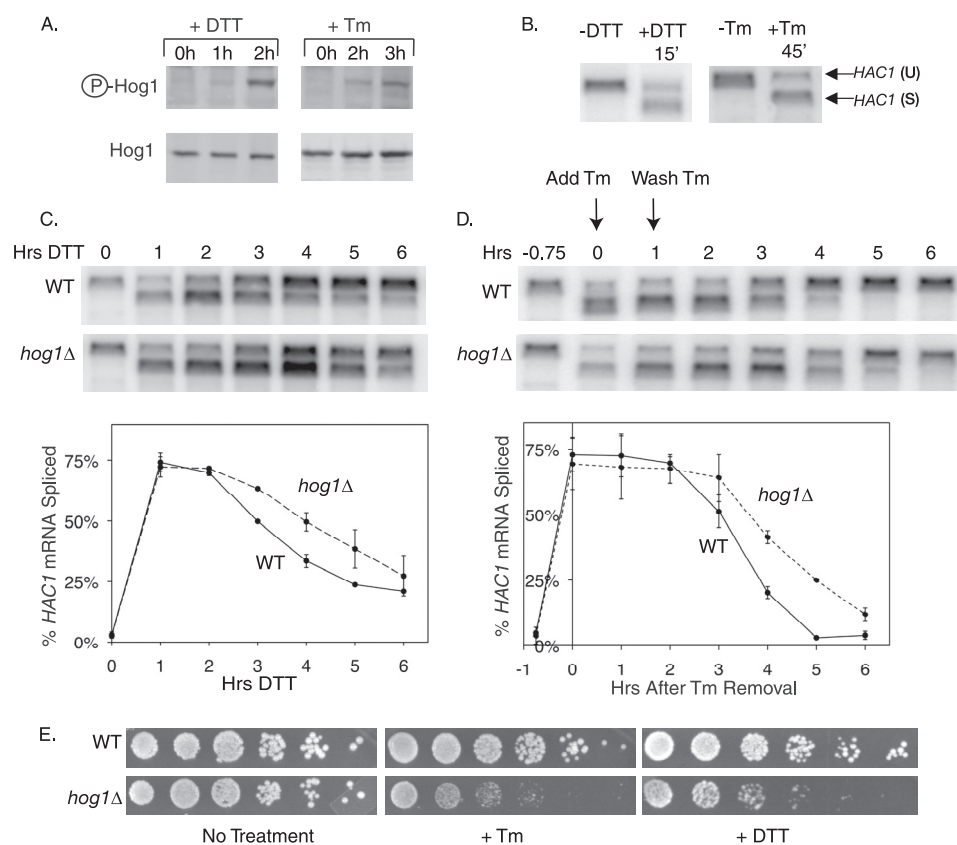 A.
+ DTT
+ Tm
0h 1h 2h
0h 2h 3h
P-Hog1
Hog1
B.
-DTT +DTT -Tm +Tm
15’ 45’
HAC1 (U)
HAC1 (S)
C.
Hrs DTT 0 1 2 3 4 5 6
WT
hog1Δ
75%
50%
25%
0%
% HAC1 mRNA Spliced
hog1Δ
WT
0 1 2 3 4 5 6
Hrs DTT
D.
Add Tm Wash Tm
Hrs -0.75 0 1 2 3 4 5 6
WT
hog1Δ
75%
50%
25%
0%
% HAC1 mRNA Spliced
hog1Δ
WT
-1 0 1 2 3 4 5 6
Hrs After Tm Removal
E.
WT
hog1Δ
No Treatment + Tm + DTT